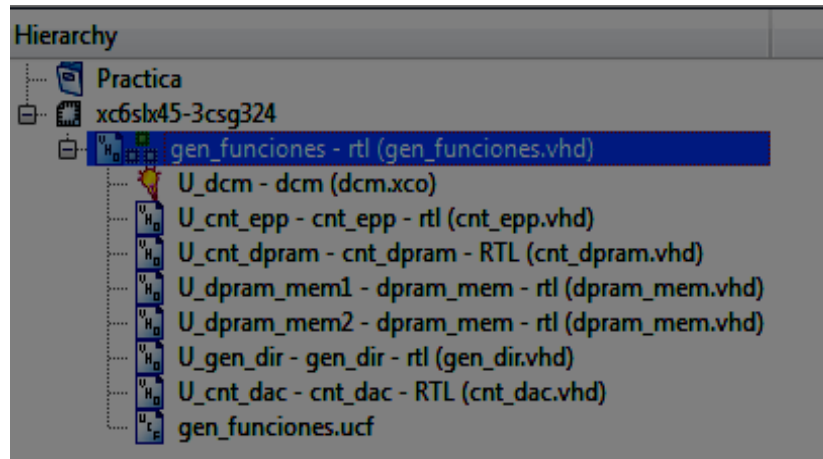 Hierarchy
Practica
xc6slx45-3csg324
gen_funciones - rtl (gen_funciones.vhd)
U_dcm - dcm (dcm.xco)
U_cnt_epp - cnt_epp - rtl (cnt_epp.vhd)
U_cnt_dpram - cnt_dpram - RTL (cnt_dpram.vhd)
U_dpram_mem1 - dpram_mem - rtl (dpram_mem.vhd)
U_dpram_mem2 - dpram_mem - rtl (dpram_mem.vhd)
U_gen_dir - gen_dir - rtl (gen_dir.vhd)
U_cnt_dac - cnt_dac - RTL (cnt_dac.vhd)
gen_funciones.ucf